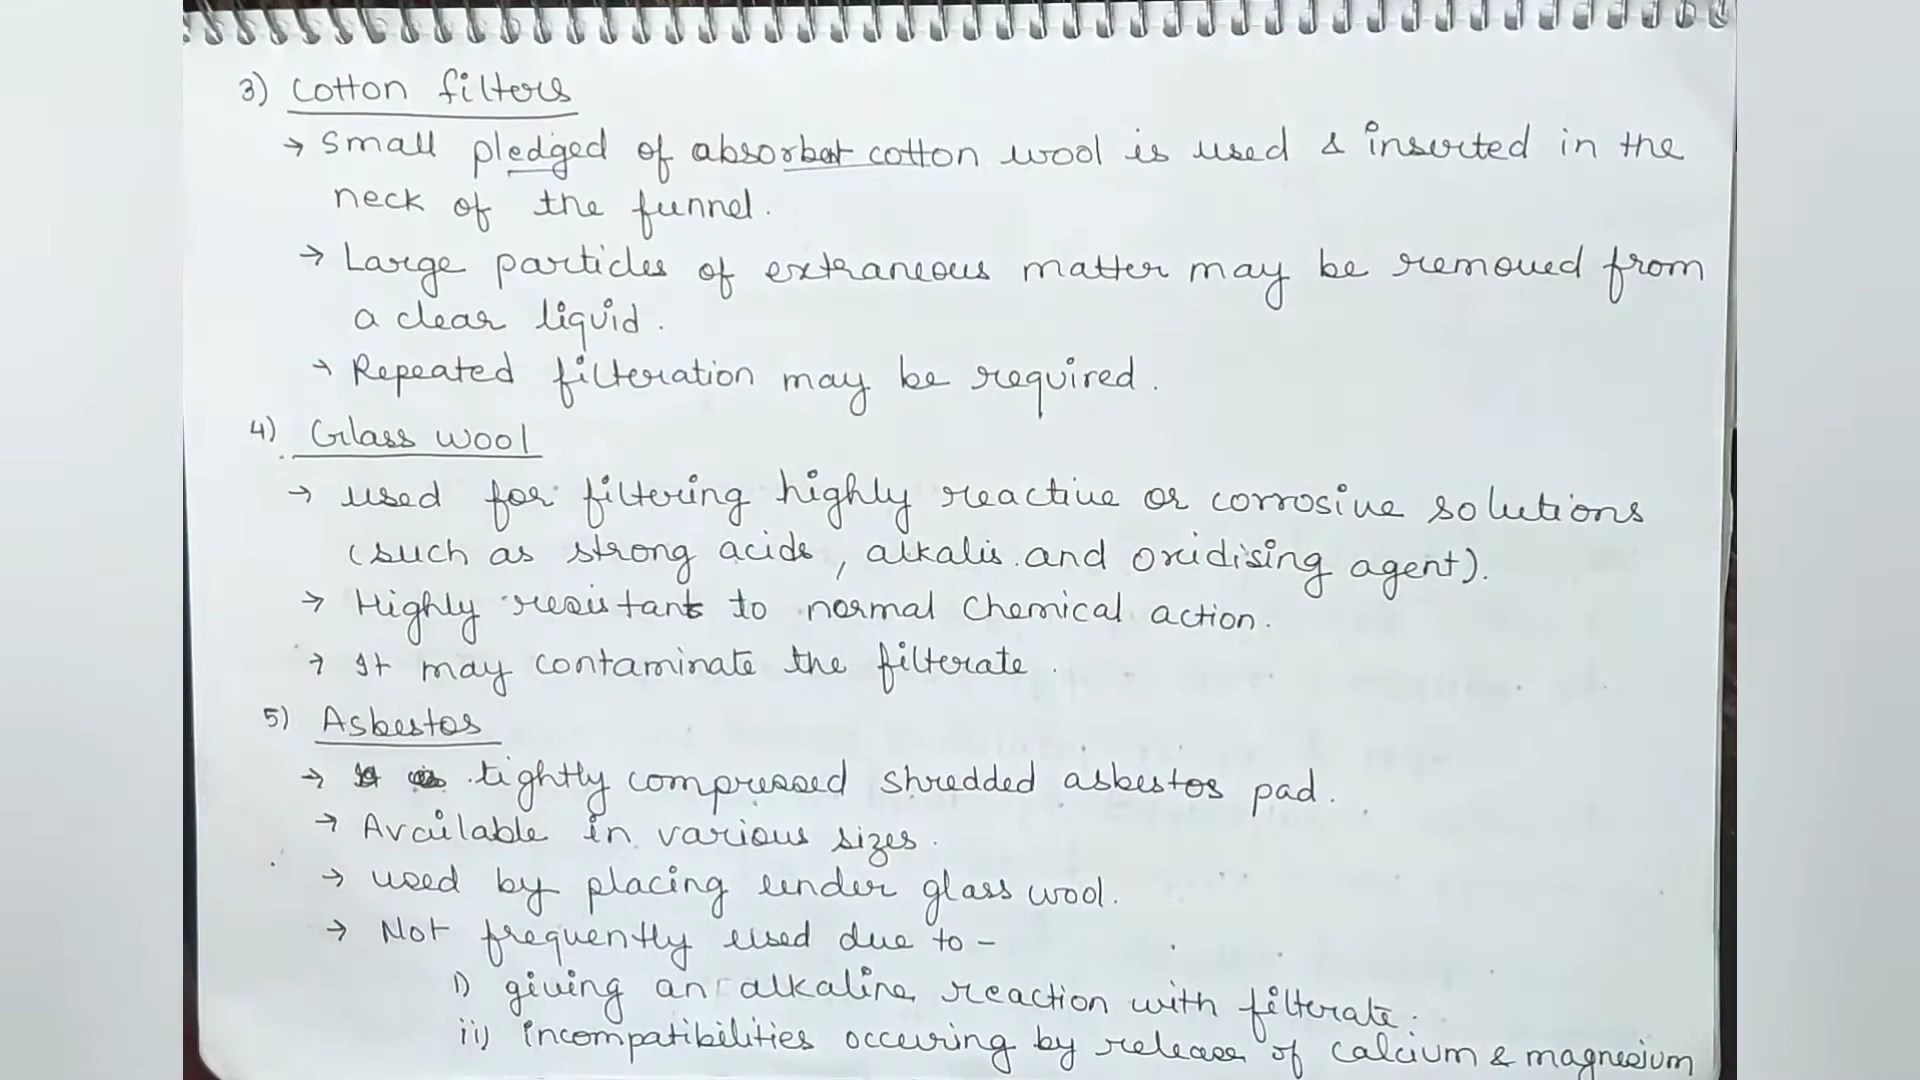 3) Cotton filters
→ Small pledged of absorbat cotton wool is used & inserted in the
neck of the funnel.
→ Large particles of extraneous matter may be removed from
a clear liquid.
→ Repeated filteration may be required.
4) Glass wool
→ used for filtering highly reactive or corrosive solutions
(such as strong acids, alkalis and oxidising agent).
→ Highly resistant to normal chemical action.
→ It may contaminate the filterate.
5) Asbestos
→ tightly compressed shredded asbestos pad.
→ Available in various sizes.
→ used by placing under glass wool.
→ Not frequently used due to -
i) giving an alkaline reaction with filterate.
ii) incompatibilities occuring by release of calcium & magnesium